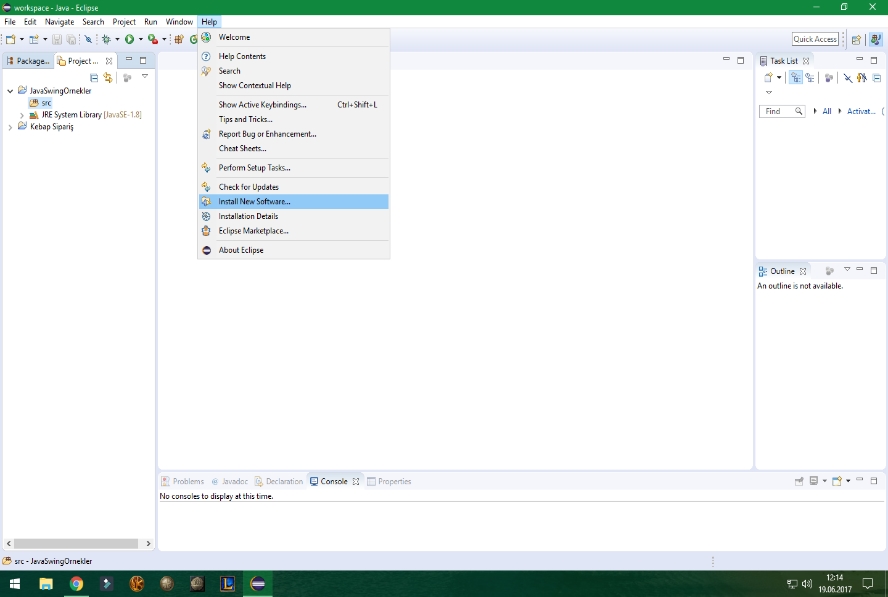 workspace - Java - Eclipse
File Edit Navigate Search Project Run Window Help
Quick Access
Package... Project ...
JavaSwingOrnekler
src
JRE System Library [JavaSE-1.8]
Kebap Sipariş
Welcome
Help Contents
Search
Show Contextual Help
Show Active Keybindings... Ctrl+Shift+L
Tips and Tricks...
Report Bug or Enhancement...
Cheat Sheets...
Perform Setup Tasks...
Check for Updates
Install New Software...
Installation Details
Eclipse Marketplace...
About Eclipse
Task List
Find All Activat...
Outline
An outline is not available.
Problems Javadoc Declaration Console Properties
No consoles to display at this time.
src - JavaSwingOrnekler
12:14
19.06.2017